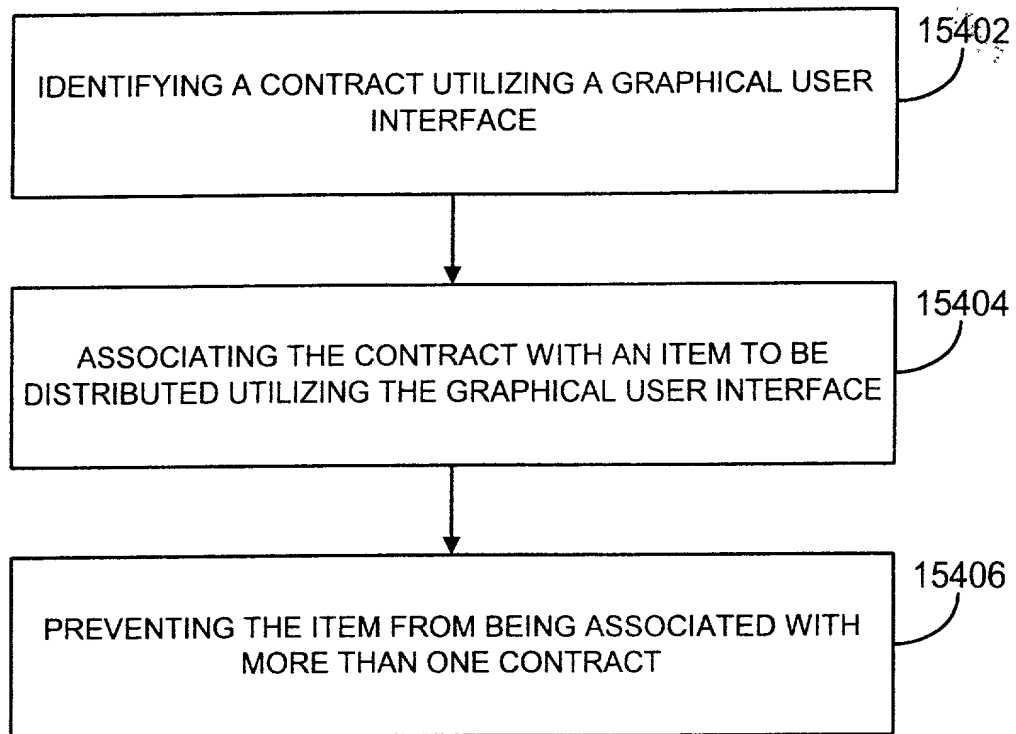 15402
IDENTIFYING A CONTRACT UTILIZING A GRAPHICAL USER
INTERFACE
15404
ASSOCIATING THE CONTRACT WITH AN ITEM TO BE
DISTRIBUTED UTILIZING THE GRAPHICAL USER INTERFACE
15406
PREVENTING THE ITEM FROM BEING ASSOCIATED WITH
MORE THAN ONE CONTRACT